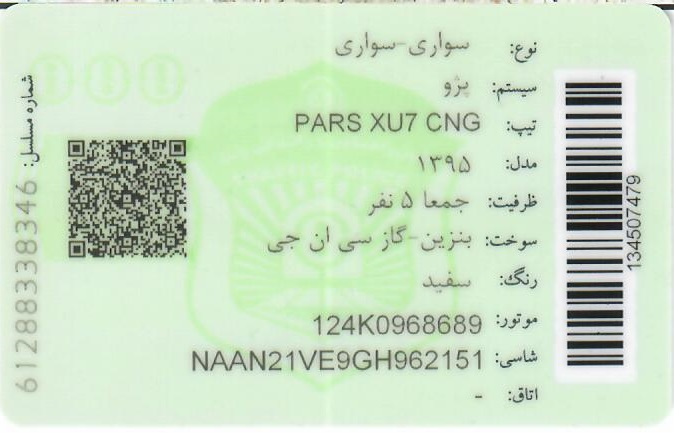 نوع: سواری-سواری
سیستم: پژو
تیپ: PARS XU7 CNG
مدل: ۱۳۹۵
ظرفیت: جمعا ۵ نفر
سوخت: بنزین-گاز سی ان جی
رنگ: سفید
موتور: 124K0968689
شاسی: NAAN21VE9GH962151
اتاق: -
134507479
شماره مسلسل: 61288338346